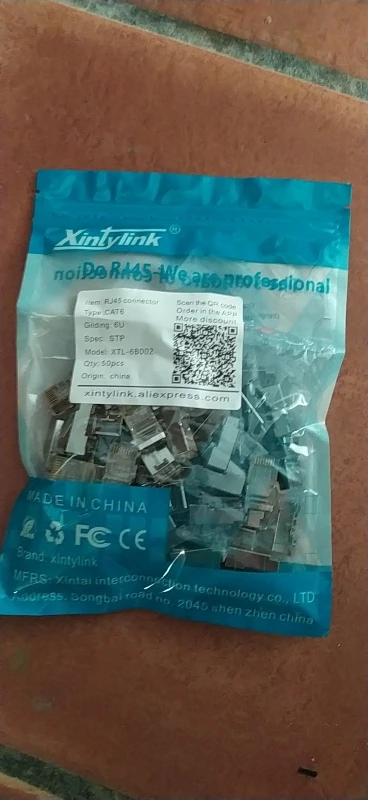 Xintylink®
Do RJ45 We are professional
Item: RJ45 connector
Type: CAT6
Gilding: 6U
Spec: STP
Model: XTL-6B002
Qty: 50pcs
Origin: china
Scan the QR code
Order in the APP
More discount
xintylink.aliexpress.com
MADE IN CHINA
FC CE
Brand: xintylink
MFRS: Xintai interconnection technology co., LTD
Address: Songbai road no. 2045 shen zhen china